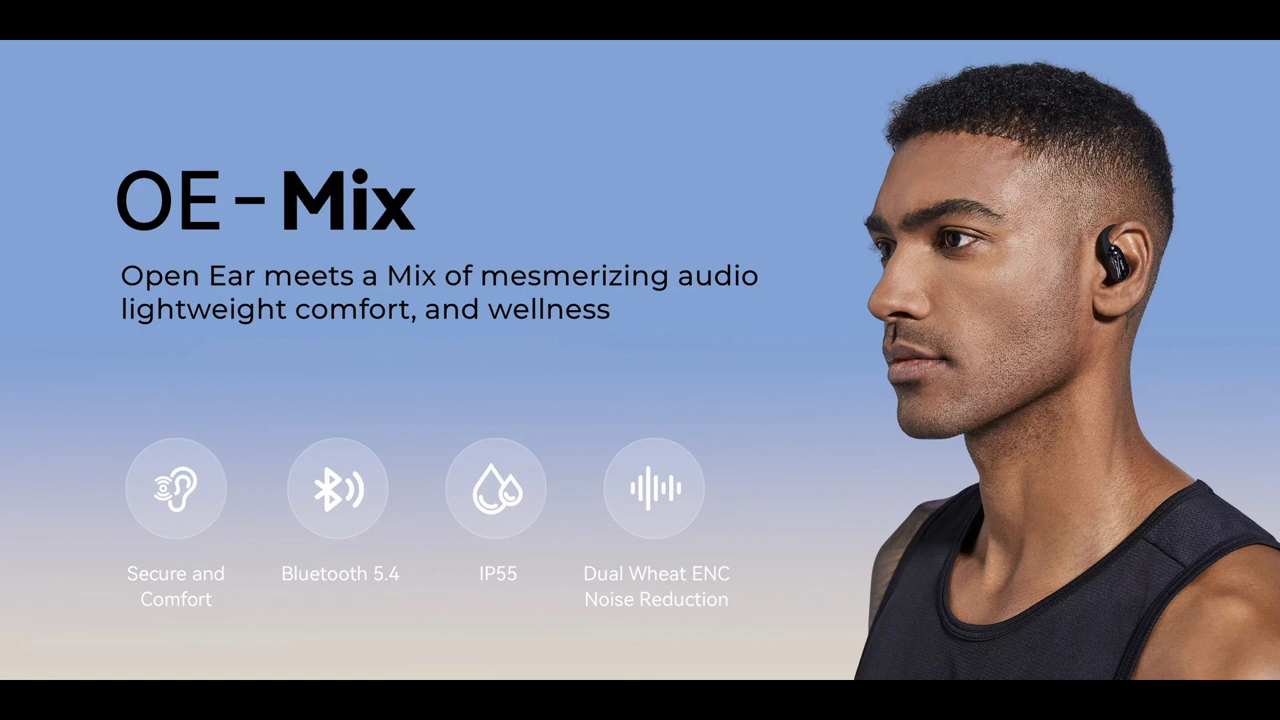 OE-Mix
Open Ear meets a Mix of mesmerizing audio
lightweight comfort, and wellness
Secure and
Comfort
Bluetooth 5.4
IP55
Dual Wheat ENC
Noise Reduction